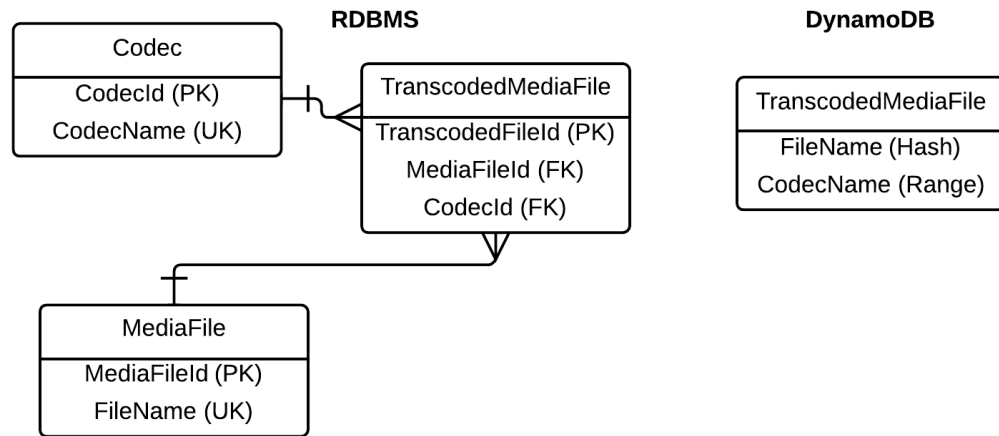 RDBMS
DynamoDB
Codec
CodecId (PK)
CodecName (UK)
TranscodedMediaFile
TranscodedFileId (PK)
MediaFileId (FK)
CodecId (FK)
TranscodedMediaFile
FileName (Hash)
CodecName (Range)
MediaFile
MediaFileId (PK)
FileName (UK)